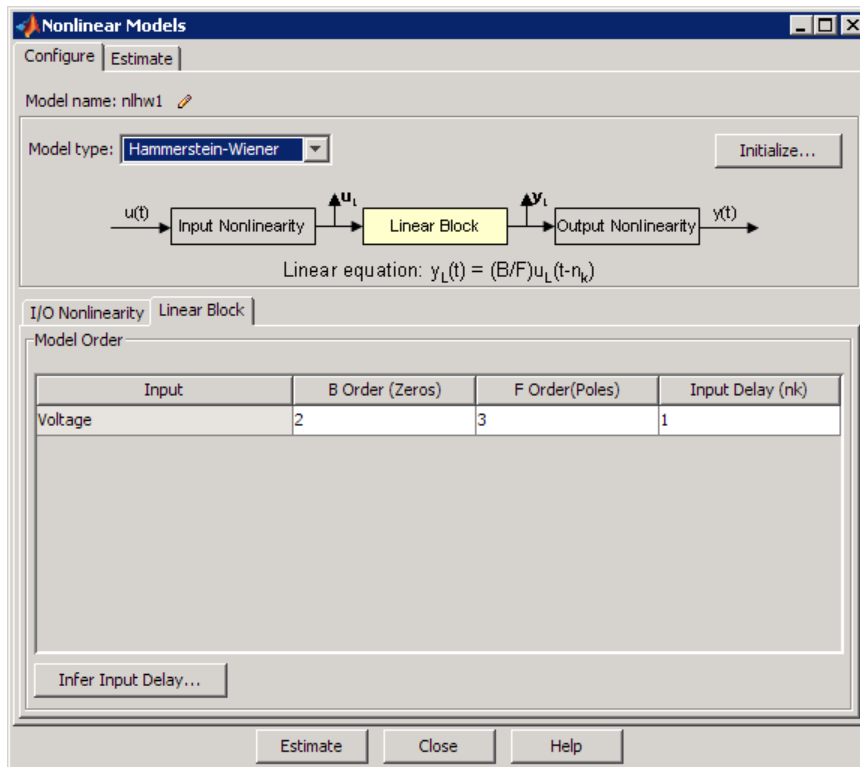 Nonlinear Models
Configure Estimate
Model name: nlhw1
Model type: Hammerstein-Wiener Initialize...
u(t) Input Nonlinearity uL Linear Block yL Output Nonlinearity y(t)
Linear equation: yL(t) = (B/F)uL(t-nk)
I/O Nonlinearity Linear Block
Model Order
Input B Order (Zeros) F Order(Poles) Input Delay (nk)
Voltage 2 3 1
Infer Input Delay...
Estimate Close Help